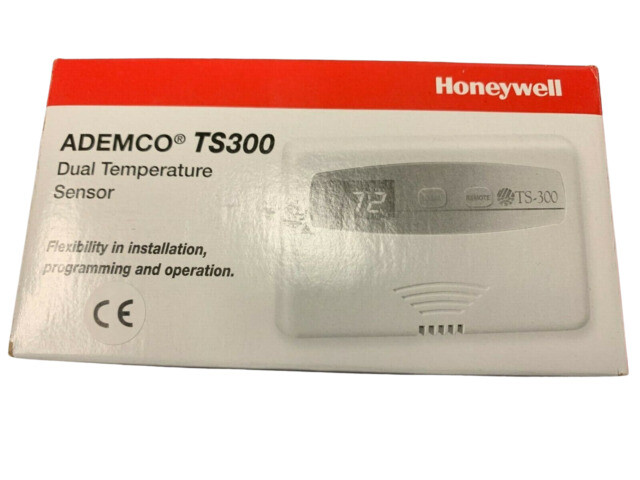 Honeywell
ADEMCO® TS300
Dual Temperature
Sensor
72
REMOTE
TS-300
Flexibility in installation,
programming and operation.
CE